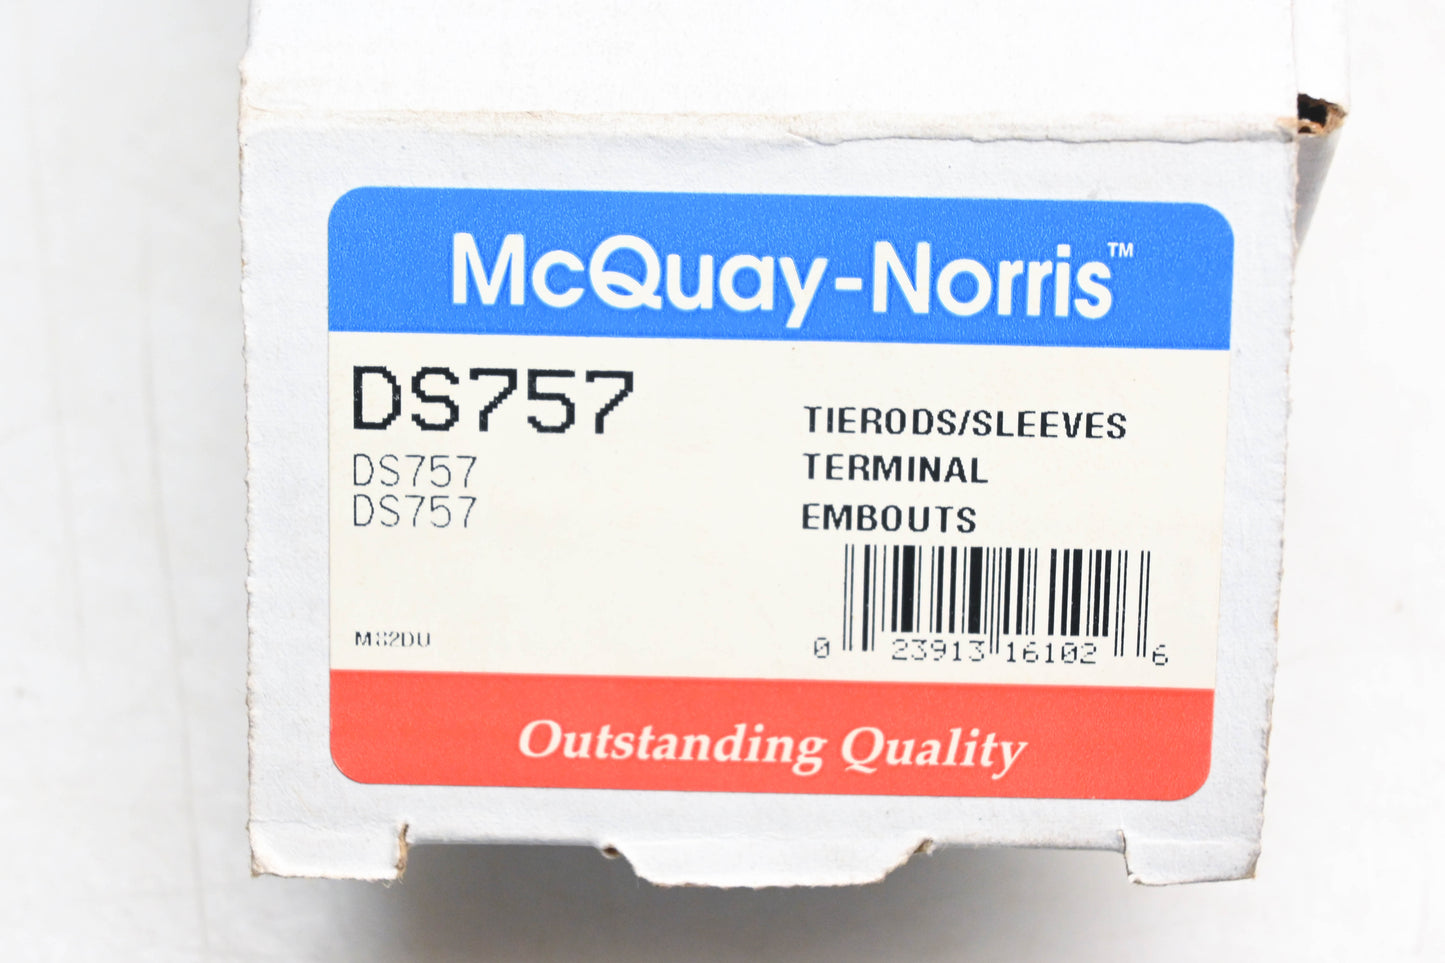 McQuay-Norris™
DS757
DS757
DS757
TIERODS/SLEEVES
TERMINAL
EMBOUTS
0 23913 16102 6
Outstanding Quality